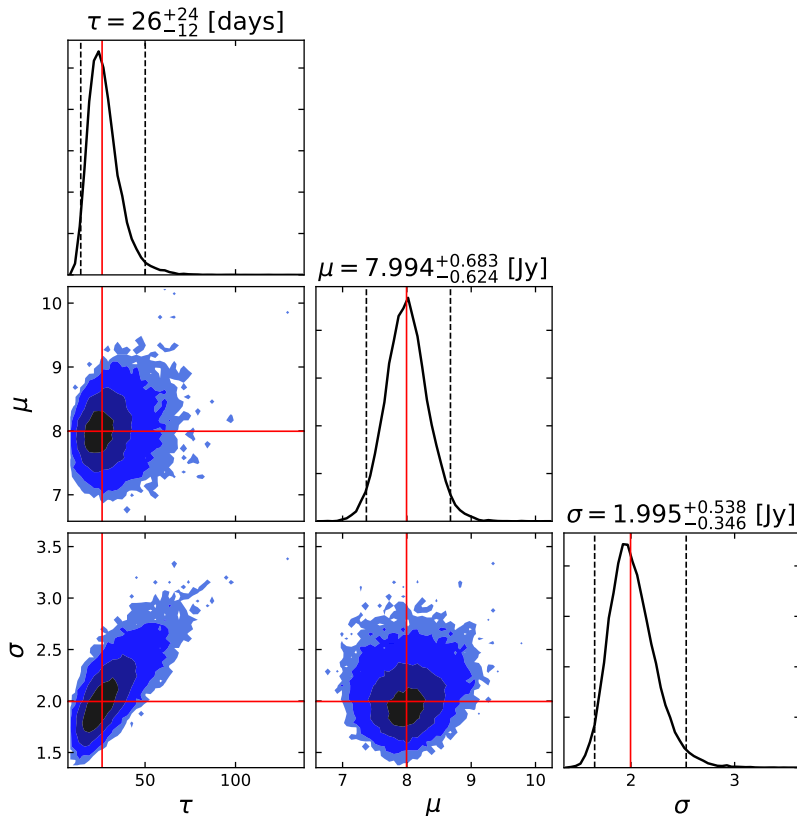 τ = 26^{+24}_{−12} [days]
μ = 7.994^{+0.683}_{−0.624} [Jy]
10
9
8
7
μ
σ = 1.995^{+0.538}_{−0.346} [Jy]
3.5
3.0
2.5
2.0
1.5
σ
50 100
7 8 9 10
2 3
τ
μ
σ